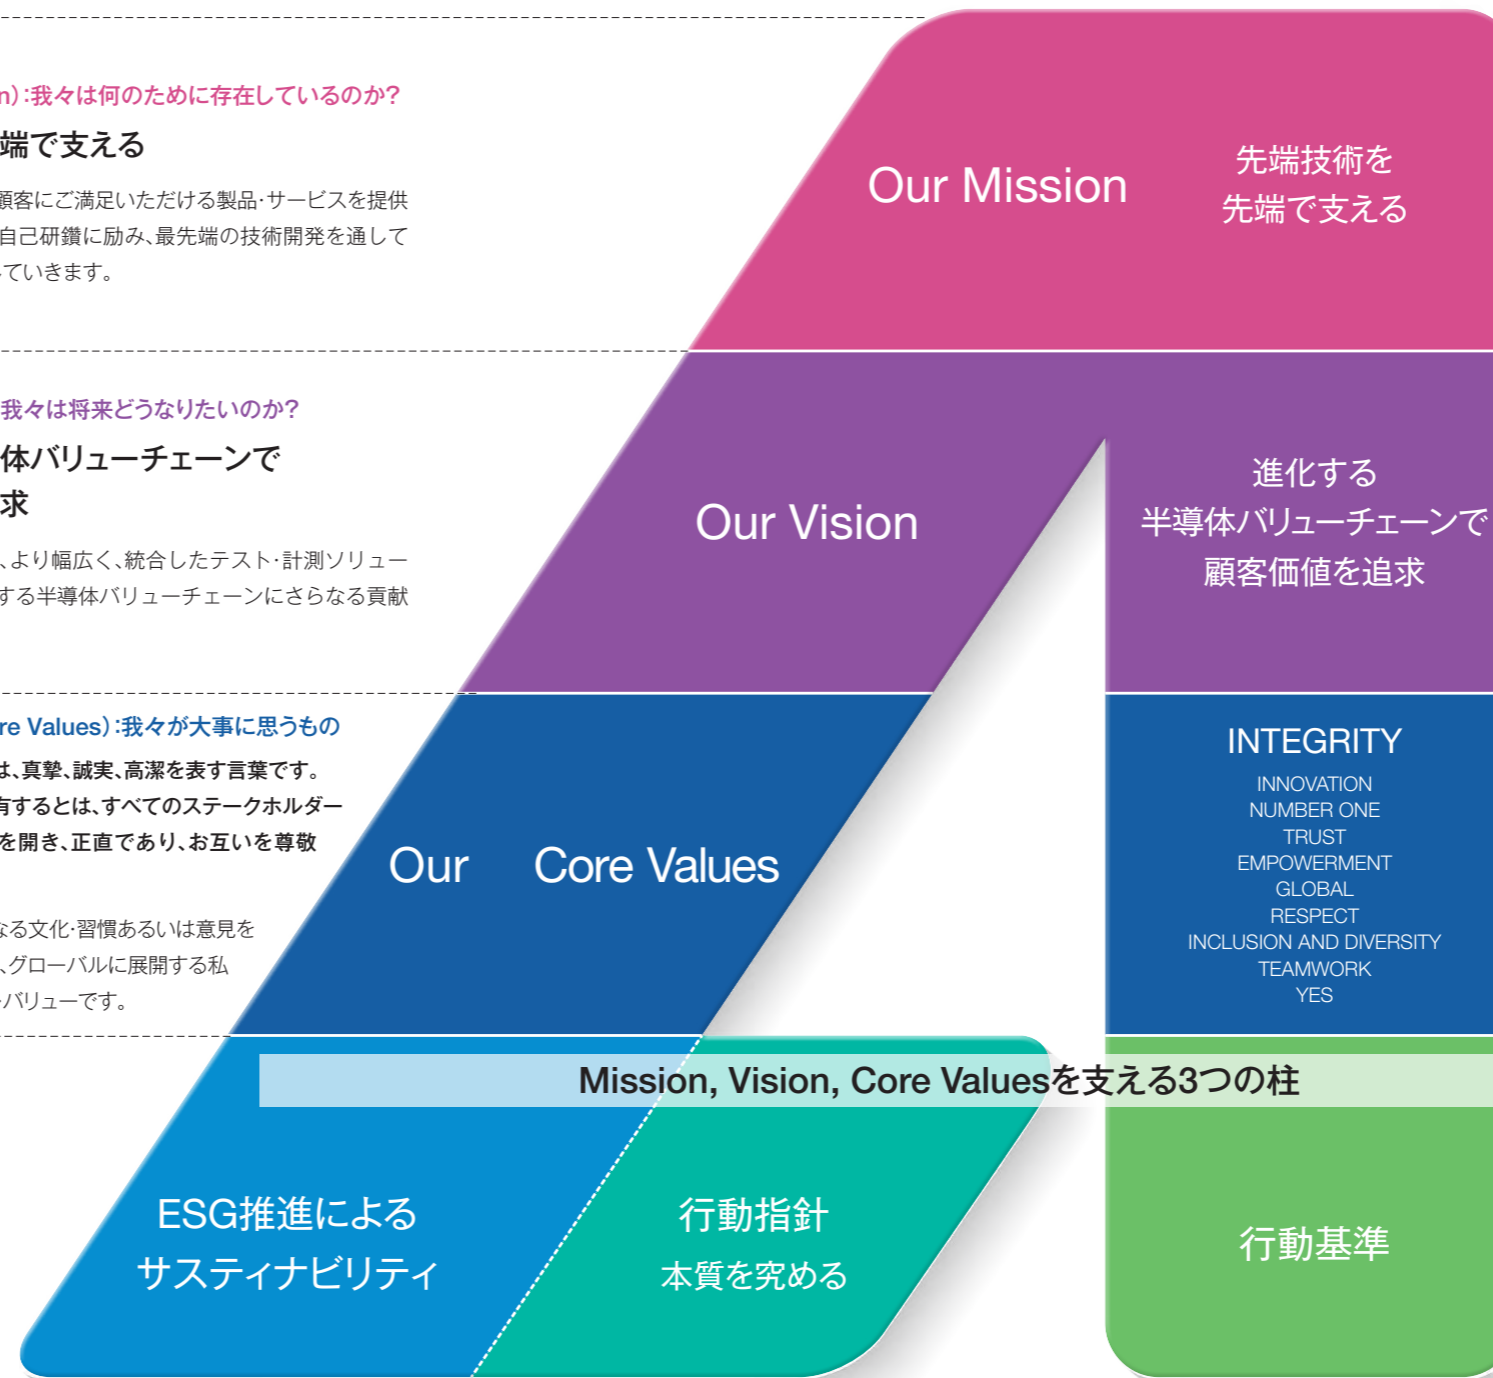 n):我々は何のために存在しているのか?
端で支える
顧客にご満足いただける製品・サービスを提供
自己研鑽に励み、最先端の技術開発を通して
ていきます。
Our Mission
先端技術を
先端で支える
我々は将来どうなりたいのか?
体バリューチェーンで
求
、より幅広く、統合したテスト・計測ソリュー
する半導体バリューチェーンにさらなる貢献
Our Vision
進化する
半導体バリューチェーンで
顧客価値を追求
re Values):我々が大事に思うもの
は、真摯、誠実、高潔を表す言葉です。
有するとは、すべてのステークホルダー
を開き、正直であり、お互いを尊敬
なる文化・習慣あるいは意見を
、グローバルに展開する私
・バリューです。
Our Core Values
INTEGRITY
INNOVATION
NUMBER ONE
TRUST
EMPOWERMENT
GLOBAL
RESPECT
INCLUSION AND DIVERSITY
TEAMWORK
YES
Mission, Vision, Core Valuesを支える3つの柱
ESG推進による
サスティナビリティ
行動指針
本質を究める
行動基準